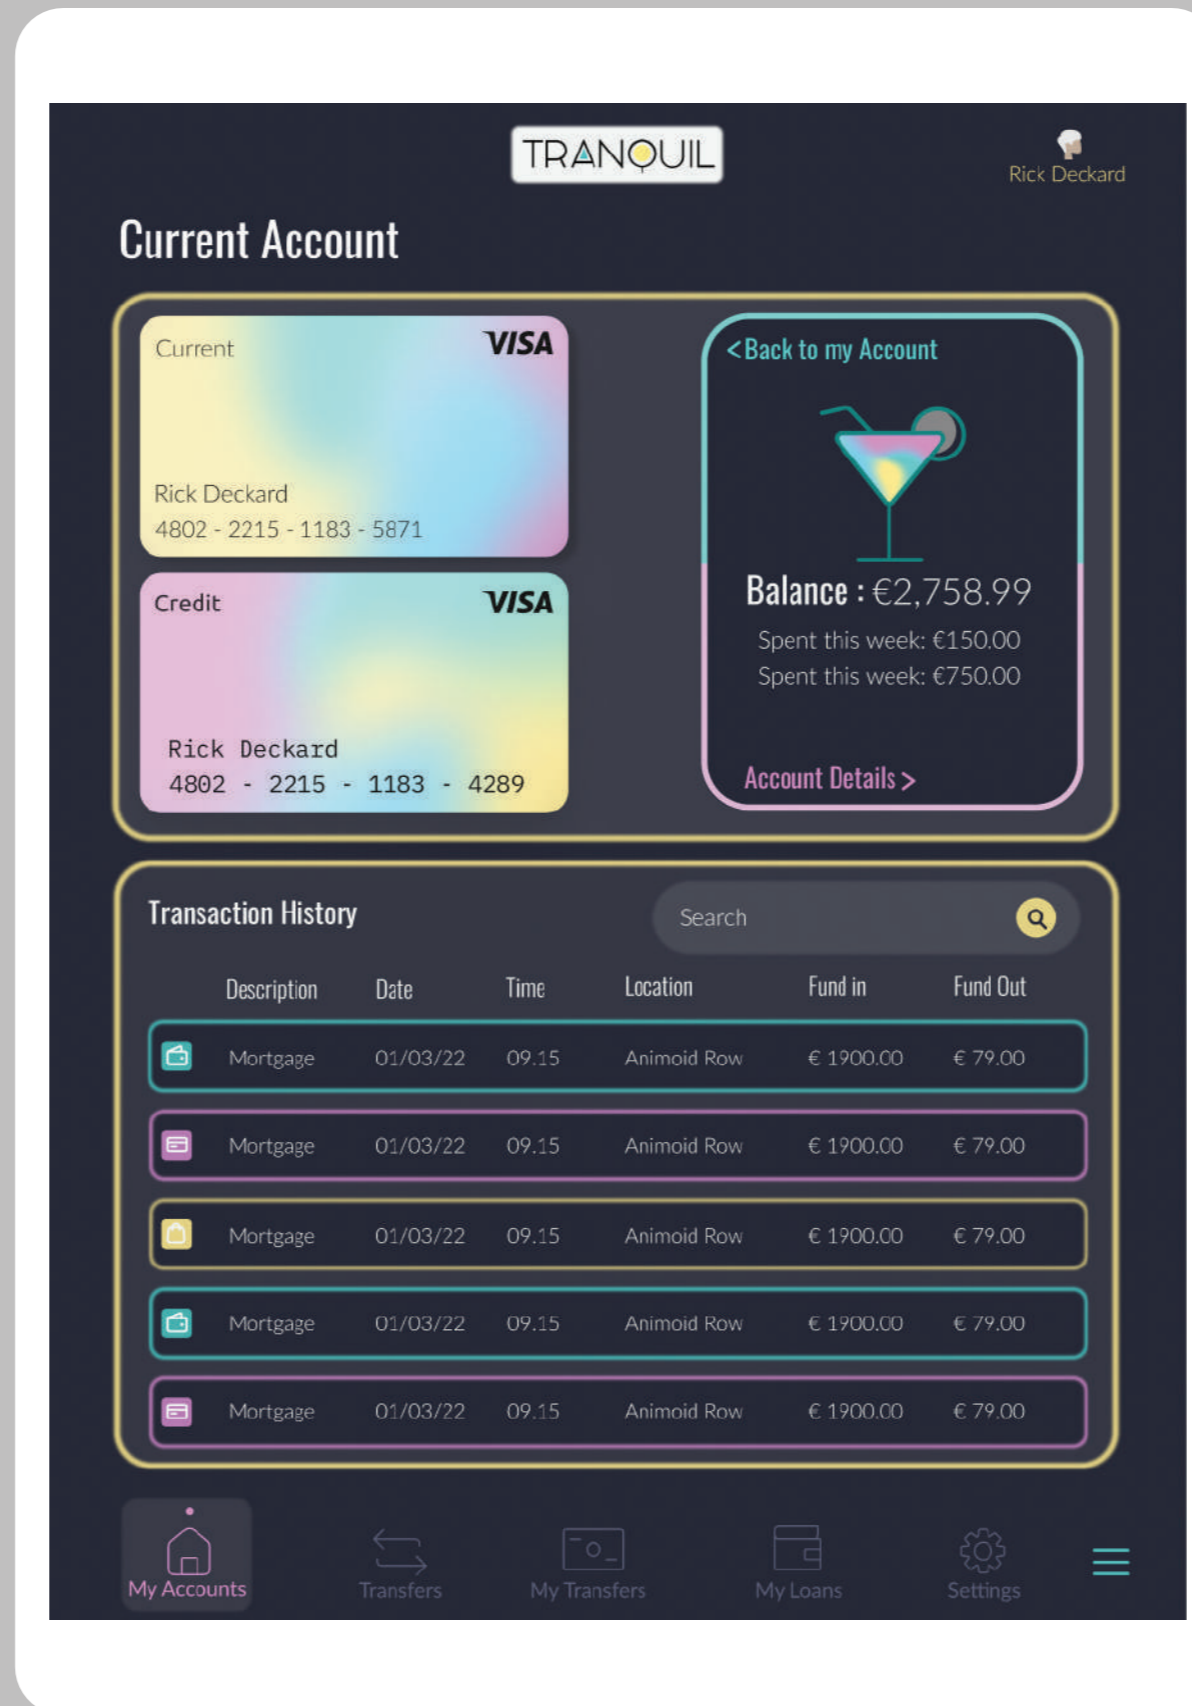 TRANQUIL
Rick Deckard
Current Account
Current VISA
Rick Deckard
4802 - 2215 - 1183 - 5871
Credit VISA
Rick Deckard
4802 - 2215 - 1183 - 4289
<Back to my Account
Balance : €2,758.99
Spent this week: €150.00
Spent this week: €750.00
Account Details >
Transaction History
Search
Description Date Time Location Fund in Fund Out
Mortgage 01/03/22 09.15 Animoid Row € 1900.00 € 79.00
Mortgage 01/03/22 09.15 Animoid Row € 1900.00 € 79.00
Mortgage 01/03/22 09.15 Animoid Row € 1900.00 € 79.00
Mortgage 01/03/22 09.15 Animoid Row € 1900.00 € 79.00
Mortgage 01/03/22 09.15 Animoid Row € 1900.00 € 79.00
My Accounts Transfers My Transfers My Loans Settings